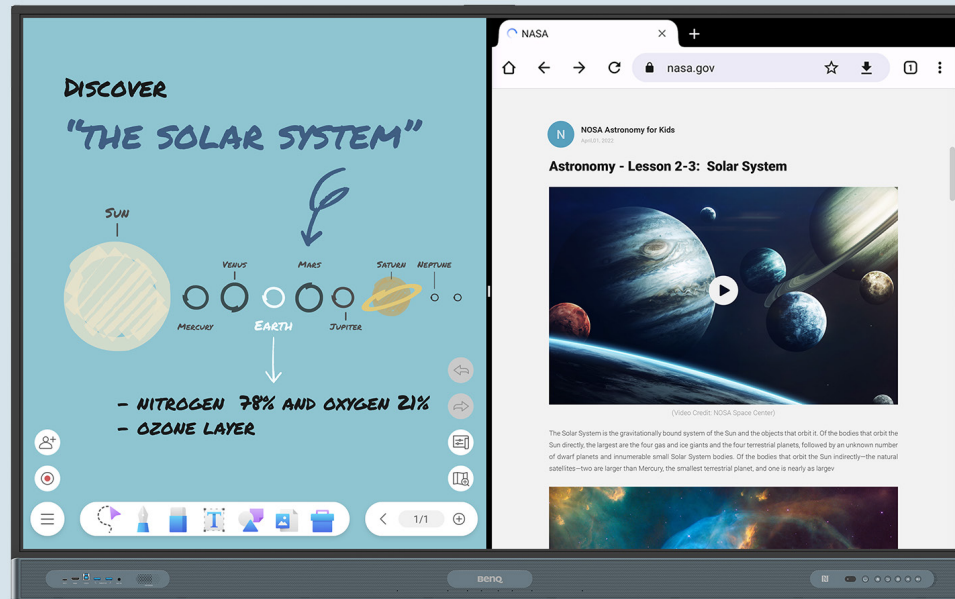 DISCOVER
"THE SOLAR SYSTEM"
SUN
VENUS
MARS
SATURN
NEPTUNE
MERCURY
EARTH
JUPITER
- NITROGEN 78% AND OXYGEN 21%
- OZONE LAYER
T
1/1
NASA
nasa.gov
1
N
NOSA Astronomy for Kids
April 01, 2022
Astronomy - Lesson 2-3: Solar System
(Video Credit: NOSA Space Center)
The Solar System is the gravitationally bound system of the Sun and the objects that orbit it. Of the bodies that orbit the
Sun directly, the largest are the four gas and ice giants and the four terrestrial planets, followed by an unknown number
of dwarf planets and innumerable small Solar System bodies. Of the bodies that orbit the Sun indirectly—the natural
satellites—two are larger than Mercury, the smallest terrestrial planet, and one is nearly as largev
BenQ